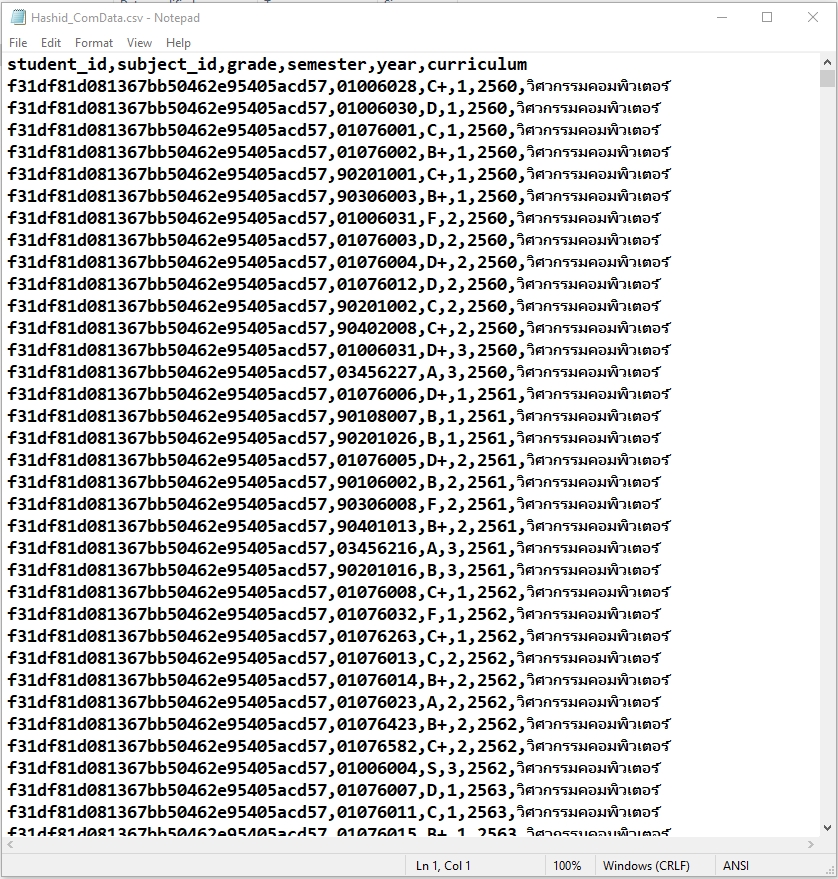 Hashid_ComData.csv - Notepad
File Edit Format View Help
student_id,subject_id,grade,semester,year,curriculum
f31df81d081367bb50462e95405acd57,01006028,C+,1,2560,วิศวกรรมคอมพิวเตอร์
f31df81d081367bb50462e95405acd57,01006030,D,1,2560,วิศวกรรมคอมพิวเตอร์
f31df81d081367bb50462e95405acd57,01076001,C,1,2560,วิศวกรรมคอมพิวเตอร์
f31df81d081367bb50462e95405acd57,01076002,B+,1,2560,วิศวกรรมคอมพิวเตอร์
f31df81d081367bb50462e95405acd57,90201001,C+,1,2560,วิศวกรรมคอมพิวเตอร์
f31df81d081367bb50462e95405acd57,90306003,B+,1,2560,วิศวกรรมคอมพิวเตอร์
f31df81d081367bb50462e95405acd57,01006031,F,2,2560,วิศวกรรมคอมพิวเตอร์
f31df81d081367bb50462e95405acd57,01076003,D,2,2560,วิศวกรรมคอมพิวเตอร์
f31df81d081367bb50462e95405acd57,01076004,D+,2,2560,วิศวกรรมคอมพิวเตอร์
f31df81d081367bb50462e95405acd57,01076012,D,2,2560,วิศวกรรมคอมพิวเตอร์
f31df81d081367bb50462e95405acd57,90201002,C,2,2560,วิศวกรรมคอมพิวเตอร์
f31df81d081367bb50462e95405acd57,90402008,C+,2,2560,วิศวกรรมคอมพิวเตอร์
f31df81d081367bb50462e95405acd57,01006031,D+,3,2560,วิศวกรรมคอมพิวเตอร์
f31df81d081367bb50462e95405acd57,03456227,A,3,2560,วิศวกรรมคอมพิวเตอร์
f31df81d081367bb50462e95405acd57,01076006,D+,1,2561,วิศวกรรมคอมพิวเตอร์
f31df81d081367bb50462e95405acd57,90108007,B,1,2561,วิศวกรรมคอมพิวเตอร์
f31df81d081367bb50462e95405acd57,90201026,B,1,2561,วิศวกรรมคอมพิวเตอร์
f31df81d081367bb50462e95405acd57,01076005,D+,2,2561,วิศวกรรมคอมพิวเตอร์
f31df81d081367bb50462e95405acd57,90106002,B,2,2561,วิศวกรรมคอมพิวเตอร์
f31df81d081367bb50462e95405acd57,90306008,F,2,2561,วิศวกรรมคอมพิวเตอร์
f31df81d081367bb50462e95405acd57,90401013,B+,2,2561,วิศวกรรมคอมพิวเตอร์
f31df81d081367bb50462e95405acd57,03456216,A,3,2561,วิศวกรรมคอมพิวเตอร์
f31df81d081367bb50462e95405acd57,90201016,B,3,2561,วิศวกรรมคอมพิวเตอร์
f31df81d081367bb50462e95405acd57,01076008,C+,1,2562,วิศวกรรมคอมพิวเตอร์
f31df81d081367bb50462e95405acd57,01076032,F,1,2562,วิศวกรรมคอมพิวเตอร์
f31df81d081367bb50462e95405acd57,01076263,C+,1,2562,วิศวกรรมคอมพิวเตอร์
f31df81d081367bb50462e95405acd57,01076013,C,2,2562,วิศวกรรมคอมพิวเตอร์
f31df81d081367bb50462e95405acd57,01076014,B+,2,2562,วิศวกรรมคอมพิวเตอร์
f31df81d081367bb50462e95405acd57,01076023,A,2,2562,วิศวกรรมคอมพิวเตอร์
f31df81d081367bb50462e95405acd57,01076423,B+,2,2562,วิศวกรรมคอมพิวเตอร์
f31df81d081367bb50462e95405acd57,01076582,C+,2,2562,วิศวกรรมคอมพิวเตอร์
f31df81d081367bb50462e95405acd57,01006004,S,3,2562,วิศวกรรมคอมพิวเตอร์
f31df81d081367bb50462e95405acd57,01076007,D,1,2563,วิศวกรรมคอมพิวเตอร์
f31df81d081367bb50462e95405acd57,01076011,C,1,2563,วิศวกรรมคอมพิวเตอร์
f31df81d081367bb50462e95405acd57,01076015,B+,1,2563,วิศวกรรมคอมพิวเตอร์
Ln 1, Col 1 100% Windows (CRLF) ANSI